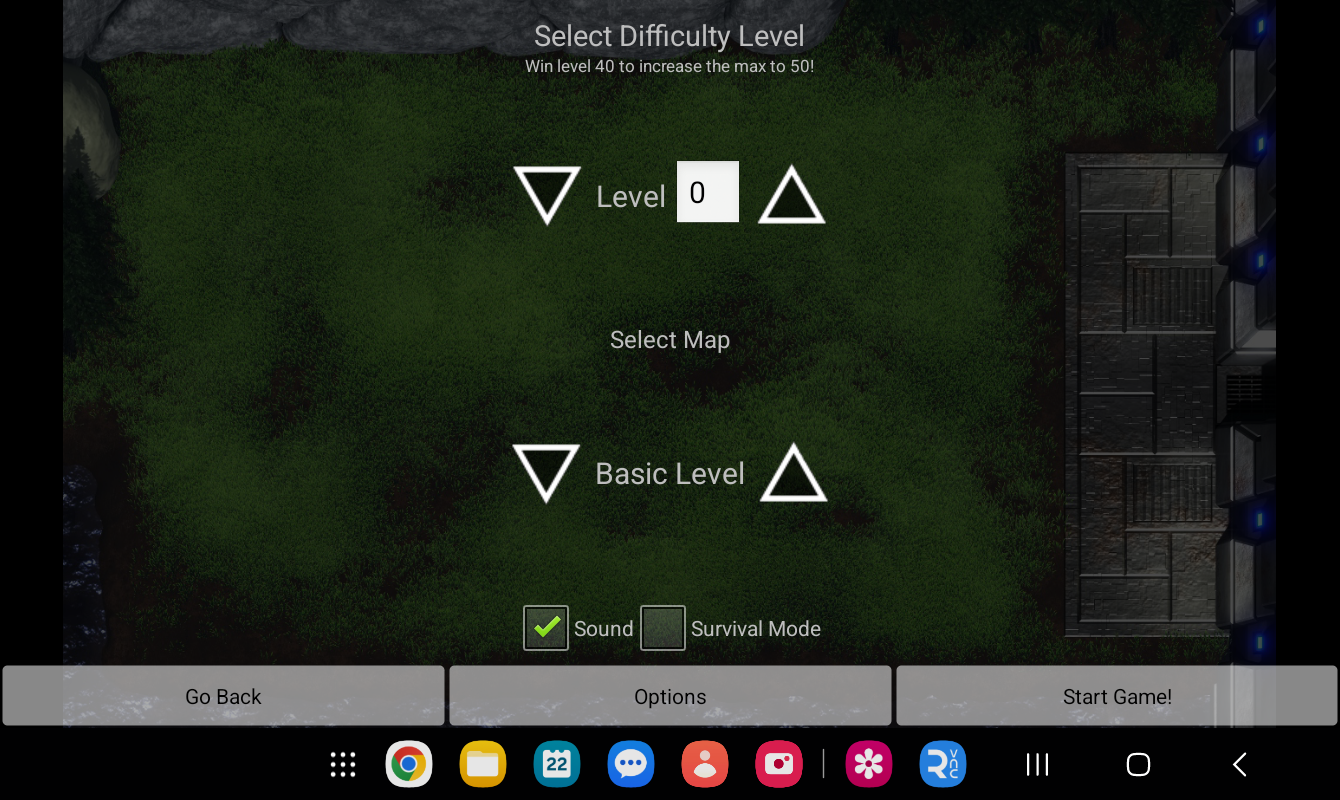 Select Difficulty Level
Win level 40 to increase the max to 50!
Level 0
Select Map
Basic Level
Sound Survival Mode
Go Back Options Start Game!
22
R VNC